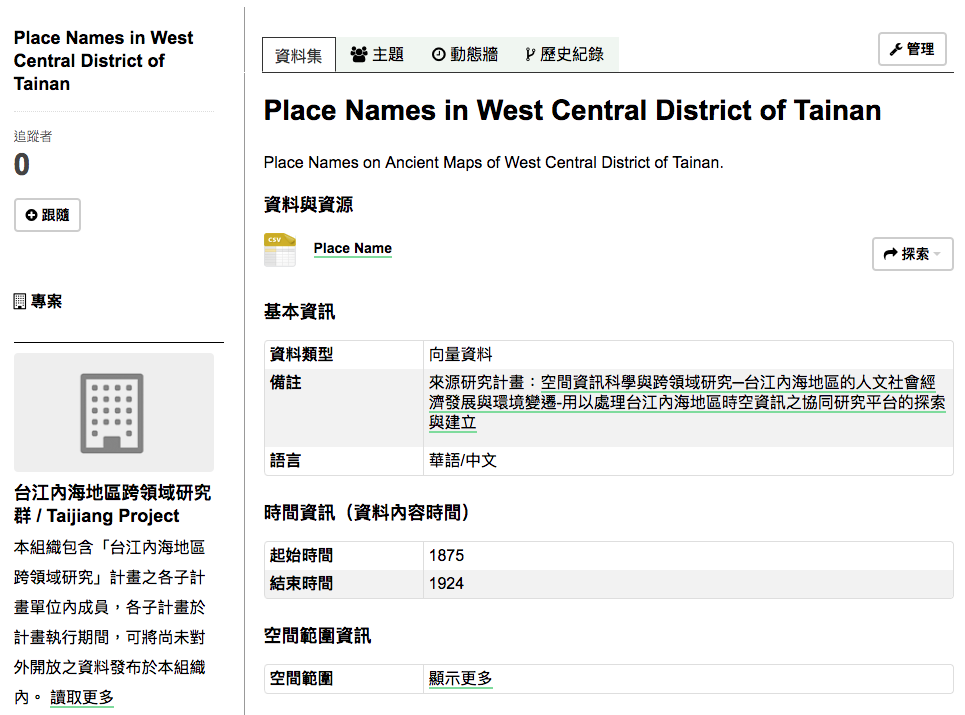 Place Names in West
Central District of
Tainan
追蹤者
0
跟隨
專案
台江內海地區跨領域研究
群 / Taijiang Project
本組織包含「台江內海地區
跨領域研究」計畫之各子計
畫單位內成員，各子計畫於
計畫執行期間，可將尚未對
外開放之資料發布於本組織
內。 讀取更多
資料集 主題 動態牆 歷史紀錄
管理
Place Names in West Central District of Tainan
Place Names on Ancient Maps of West Central District of Tainan.
資料與資源
CSV
Place Name
探索
基本資訊
資料類型 向量資料
備註 來源研究計畫：空間資訊科學與跨領域研究─台江內海地區的人文社會經
濟發展與環境變遷-用以處理台江內海地區時空資訊之協同研究平台的探索
與建立
語言 華語/中文
時間資訊（資料內容時間）
起始時間 1875
結束時間 1924
空間範圍資訊
空間範圍 顯示更多